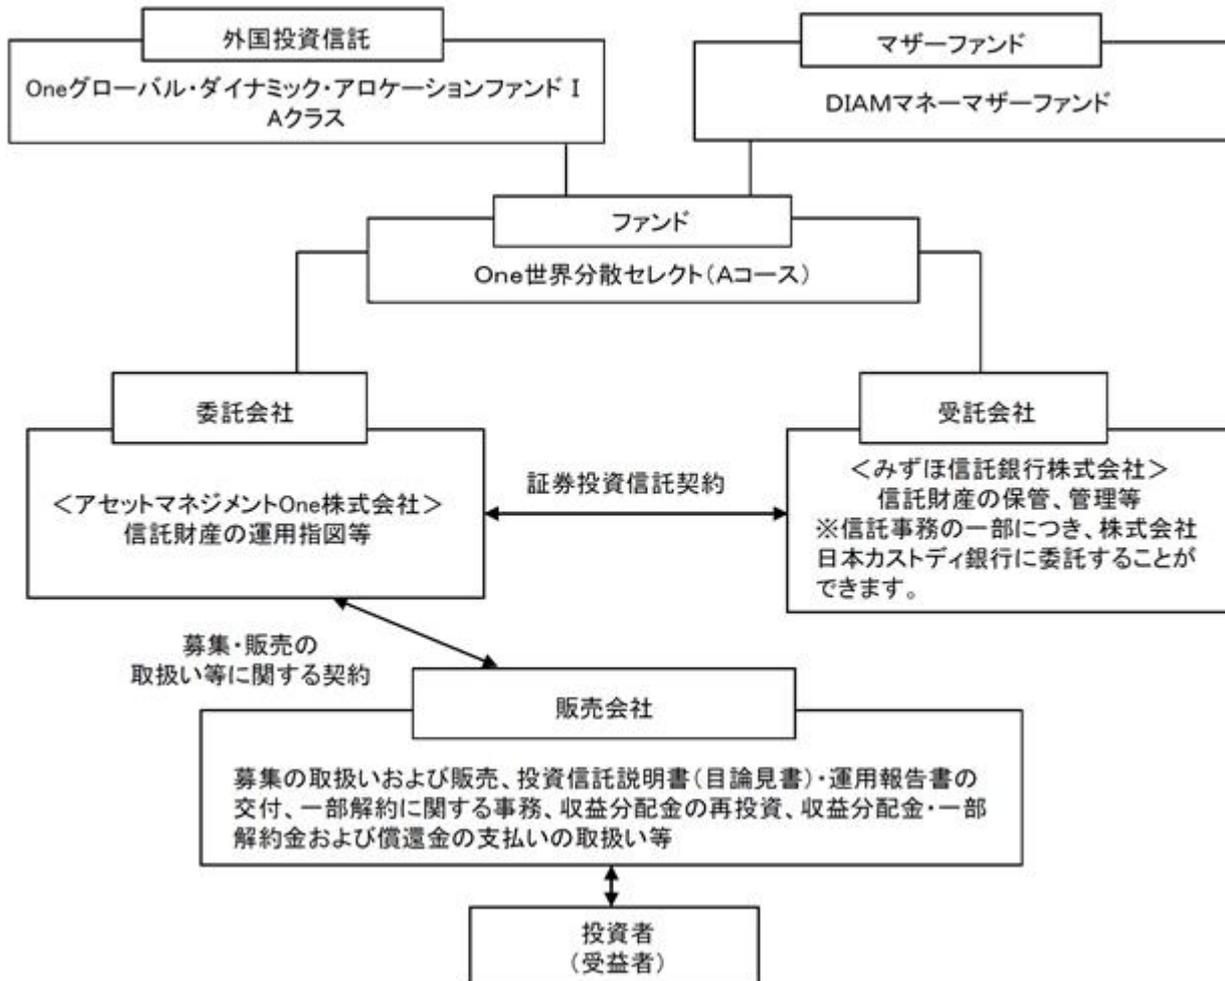 外国投資信託
Oneグローバル・ダイナミック・アロケーションファンド Ⅰ
Aクラス
マザーファンド
DIAMマネーマザーファンド
ファンド
One世界分散セレクト(Aコース)
委託会社
<アセットマネジメントOne株式会社>
信託財産の運用指図等
証券投資信託契約
受託会社
<みずほ信託銀行株式会社>
信託財産の保管、管理等
※信託事務の一部につき、株式会社
日本カストディ銀行に委託することが
できます。
募集・販売の
取扱い等に関する契約
販売会社
募集の取扱いおよび販売、投資信託説明書(目論見書)・運用報告書の
交付、一部解約に関する事務、収益分配金の再投資、収益分配金・一部
解約金および償還金の支払いの取扱い等
投資者
(受益者)